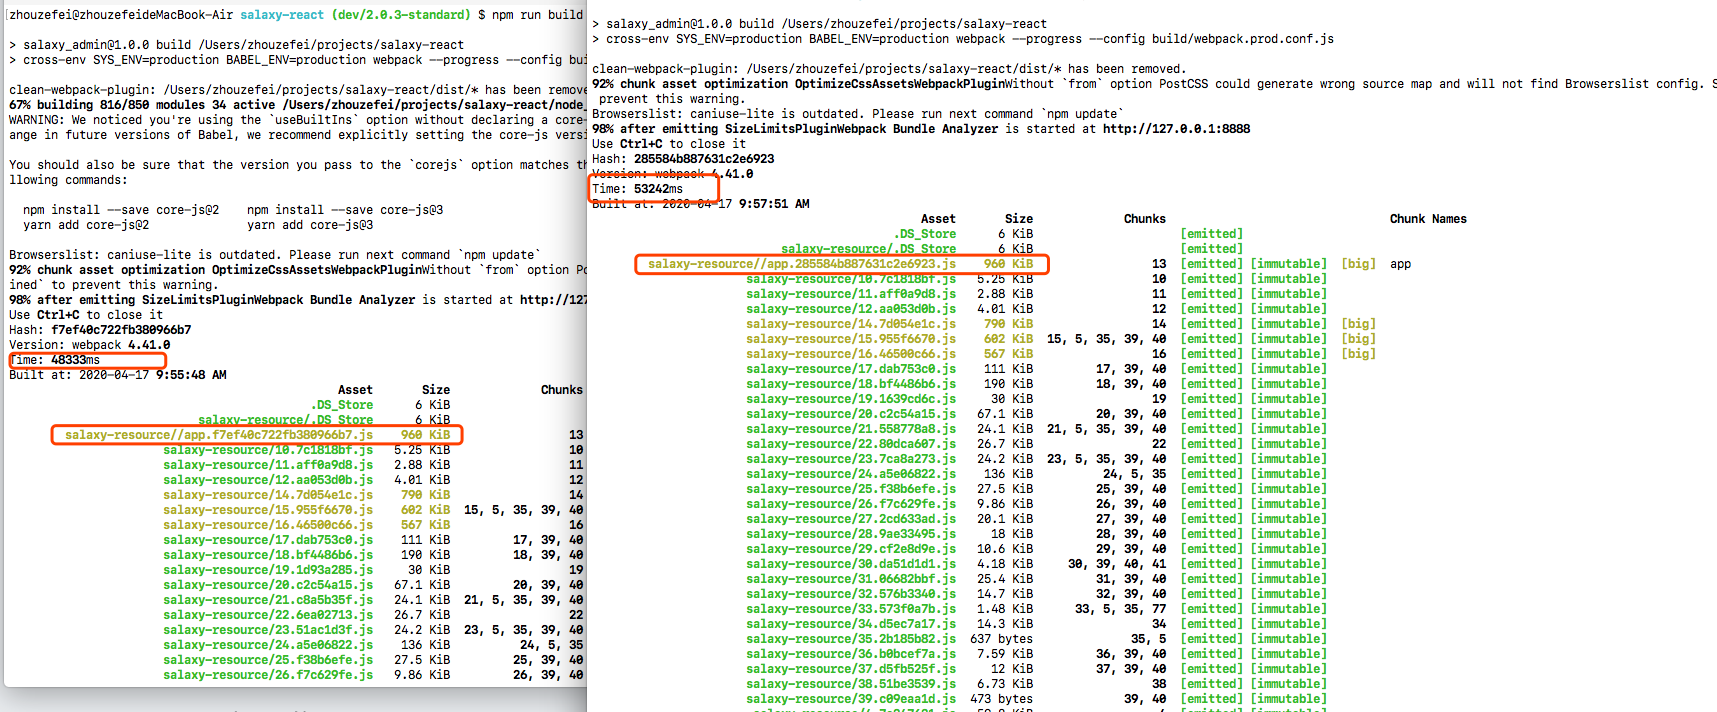 [zhouzefei@zhouzefeideMacBook-Air salaxy-react (dev/2.0.3-standard) $ npm run build
> salaxy_admin@1.0.0 build /Users/zhouzefei/projects/salaxy-react
> cross-env SYS_ENV=production BABEL_ENV=production webpack --progress --config bui
clean-webpack-plugin: /Users/zhouzefei/projects/salaxy-react/dist/* has been remove
67% building 816/850 modules 34 active /Users/zhouzefei/projects/salaxy-react/node_
WARNING: We noticed you're using the `useBuiltIns` option without declaring a core-
ange in future versions of Babel, we recommend explicitly setting the core-js versi
You should also be sure that the version you pass to the `corejs` option matches th
llowing commands:
npm install --save core-js@2    npm install --save core-js@3
yarn add core-js@2              yarn add core-js@3
Browserslist: caniuse-lite is outdated. Please run next command `npm update`
92% chunk asset optimization OptimizeCssAssetsWebpackPluginWithout `from` option Po
ined` to prevent this warning.
98% after emitting SizeLimitsPluginWebpack Bundle Analyzer is started at http://127
Use Ctrl+C to close it
Hash: f7ef40c722fb380966b7
Version: webpack 4.41.0
Time: 48333ms
Built at: 2020-04-17 9:55:48 AM
Asset Size Chunks
.DS_Store 6 KiB
salaxy-resource/.DS_Store 6 KiB
salaxy-resource//app.f7ef40c722fb380966b7.js 960 KiB 13
salaxy-resource/10.7c1818bf.js 5.25 KiB 10
salaxy-resource/11.aff0a9d8.js 2.88 KiB 11
salaxy-resource/12.aa053d0b.js 4.01 KiB 12
salaxy-resource/14.7d054e1c.js 790 KiB 14
salaxy-resource/15.955f6670.js 602 KiB 15, 5, 35, 39, 40
salaxy-resource/16.46500c66.js 567 KiB 16
salaxy-resource/17.dab753c0.js 111 KiB 17, 39, 40
salaxy-resource/18.bf4486b6.js 190 KiB 18, 39, 40
salaxy-resource/19.1d93a285.js 30 KiB 19
salaxy-resource/20.c2c54a15.js 67.1 KiB 20, 39, 40
salaxy-resource/21.c8a5b35f.js 24.1 KiB 21, 5, 35, 39, 40
salaxy-resource/22.6ea02713.js 26.7 KiB 22
salaxy-resource/23.51ac1d3f.js 24.2 KiB 23, 5, 35, 39, 40
salaxy-resource/24.a5e06822.js 136 KiB 24, 5, 35
salaxy-resource/25.f38b6efe.js 27.5 KiB 25, 39, 40
salaxy-resource/26.f7c629fe.js 9.86 KiB 26, 39, 40
> salaxy_admin@1.0.0 build /Users/zhouzefei/projects/salaxy-react
> cross-env SYS_ENV=production BABEL_ENV=production webpack --progress --config build/webpack.prod.conf.js
clean-webpack-plugin: /Users/zhouzefei/projects/salaxy-react/dist/* has been removed.
92% chunk asset optimization OptimizeCssAssetsWebpackPluginWithout `from` option PostCSS could generate wrong source map and will not find Browserslist config. S
prevent this warning.
Browserslist: caniuse-lite is outdated. Please run next command `npm update`
98% after emitting SizeLimitsPluginWebpack Bundle Analyzer is started at http://127.0.0.1:8888
Use Ctrl+C to close it
Hash: 285584b887631c2e6923
Version: webpack 4.41.0
Time: 53242ms
Built at: 2020-04-17 9:57:51 AM
Asset Size Chunks Chunk Names
.DS_Store 6 KiB [emitted]
salaxy-resource/.DS_Store 6 KiB [emitted]
salaxy-resource//app.285584b887631c2e6923.js 960 KiB 13 [emitted] [immutable] [big] app
salaxy-resource/10.7c1818bf.js 5.25 KiB 10 [emitted] [immutable]
salaxy-resource/11.aff0a9d8.js 2.88 KiB 11 [emitted] [immutable]
salaxy-resource/12.aa053d0b.js 4.01 KiB 12 [emitted] [immutable]
salaxy-resource/14.7d054e1c.js 790 KiB 14 [emitted] [immutable] [big]
salaxy-resource/15.955f6670.js 602 KiB 15, 5, 35, 39, 40 [emitted] [immutable] [big]
salaxy-resource/16.46500c66.js 567 KiB 16 [emitted] [immutable] [big]
salaxy-resource/17.dab753c0.js 111 KiB 17, 39, 40 [emitted] [immutable]
salaxy-resource/18.bf4486b6.js 190 KiB 18, 39, 40 [emitted] [immutable]
salaxy-resource/19.1639cd6c.js 30 KiB 19 [emitted] [immutable]
salaxy-resource/20.c2c54a15.js 67.1 KiB 20, 39, 40 [emitted] [immutable]
salaxy-resource/21.558778a8.js 24.1 KiB 21, 5, 35, 39, 40 [emitted] [immutable]
salaxy-resource/22.80dca607.js 26.7 KiB 22 [emitted] [immutable]
salaxy-resource/23.7ca8a273.js 24.2 KiB 23, 5, 35, 39, 40 [emitted] [immutable]
salaxy-resource/24.a5e06822.js 136 KiB 24, 5, 35 [emitted] [immutable]
salaxy-resource/25.f38b6efe.js 27.5 KiB 25, 39, 40 [emitted] [immutable]
salaxy-resource/26.f7c629fe.js 9.86 KiB 26, 39, 40 [emitted] [immutable]
salaxy-resource/27.2cd633ad.js 20.1 KiB 27, 39, 40 [emitted] [immutable]
salaxy-resource/28.9ae33495.js 18 KiB 28, 39, 40 [emitted] [immutable]
salaxy-resource/29.cf2e8d9e.js 10.6 KiB 29, 39, 40 [emitted] [immutable]
salaxy-resource/30.da51d1d1.js 4.18 KiB 30, 39, 40, 41 [emitted] [immutable]
salaxy-resource/31.06682bbf.js 25.4 KiB 31, 39, 40 [emitted] [immutable]
salaxy-resource/32.576b3340.js 14.7 KiB 32, 39, 40 [emitted] [immutable]
salaxy-resource/33.573f0a7b.js 1.48 KiB 33, 5, 35, 77 [emitted] [immutable]
salaxy-resource/34.d5ec7a17.js 14.3 KiB 34 [emitted] [immutable]
salaxy-resource/35.2b185b82.js 637 bytes 35, 5 [emitted] [immutable]
salaxy-resource/36.b0bcef7a.js 7.59 KiB 36, 39, 40 [emitted] [immutable]
salaxy-resource/37.d5fb525f.js 12 KiB 37, 39, 40 [emitted] [immutable]
salaxy-resource/38.51be3539.js 6.73 KiB 38 [emitted] [immutable]
salaxy-resource/39.c09eaa1d.js 473 bytes 39, 40 [emitted] [immutable]